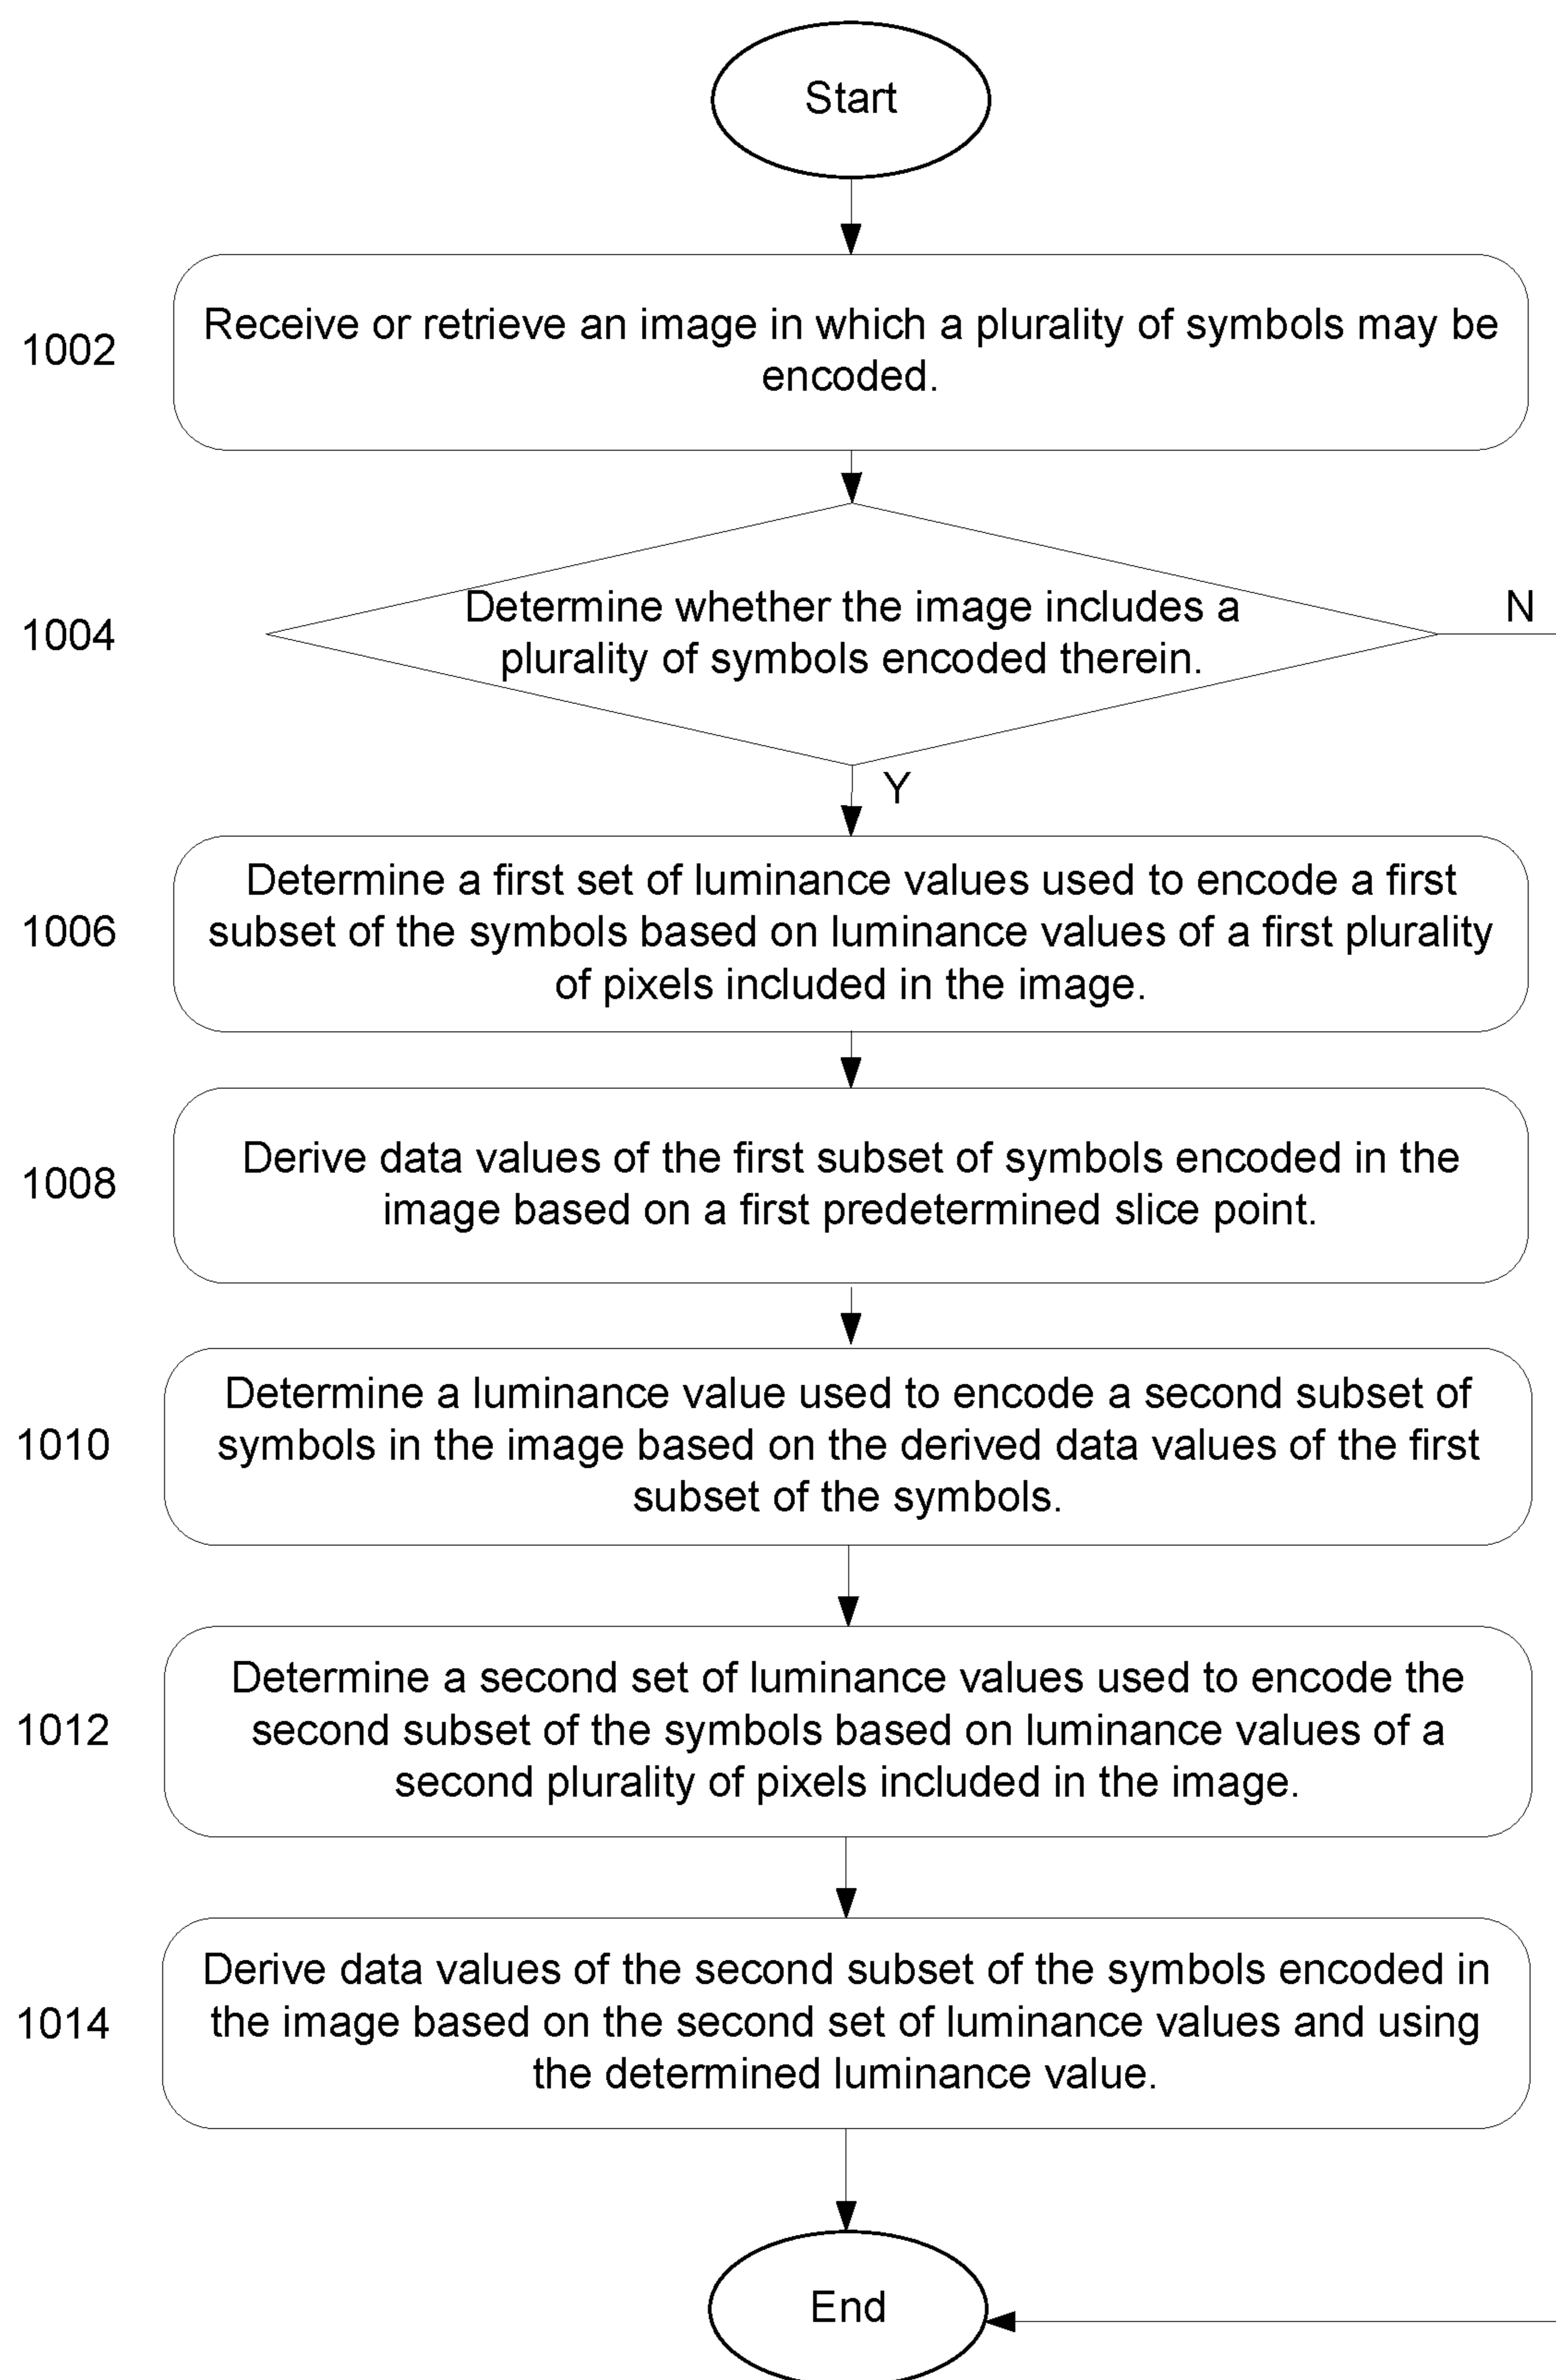 Start
1002
Receive or retrieve an image in which a plurality of symbols may be
encoded.
1004
Determine whether the image includes a
plurality of symbols encoded therein.
N
Y
1006
Determine a first set of luminance values used to encode a first
subset of the symbols based on luminance values of a first plurality
of pixels included in the image.
1008
Derive data values of the first subset of symbols encoded in the
image based on a first predetermined slice point.
1010
Determine a luminance value used to encode a second subset of
symbols in the image based on the derived data values of the first
subset of the symbols.
1012
Determine a second set of luminance values used to encode the
second subset of the symbols based on luminance values of a
second plurality of pixels included in the image.
1014
Derive data values of the second subset of the symbols encoded in
the image based on the second set of luminance values and using
the determined luminance value.
End